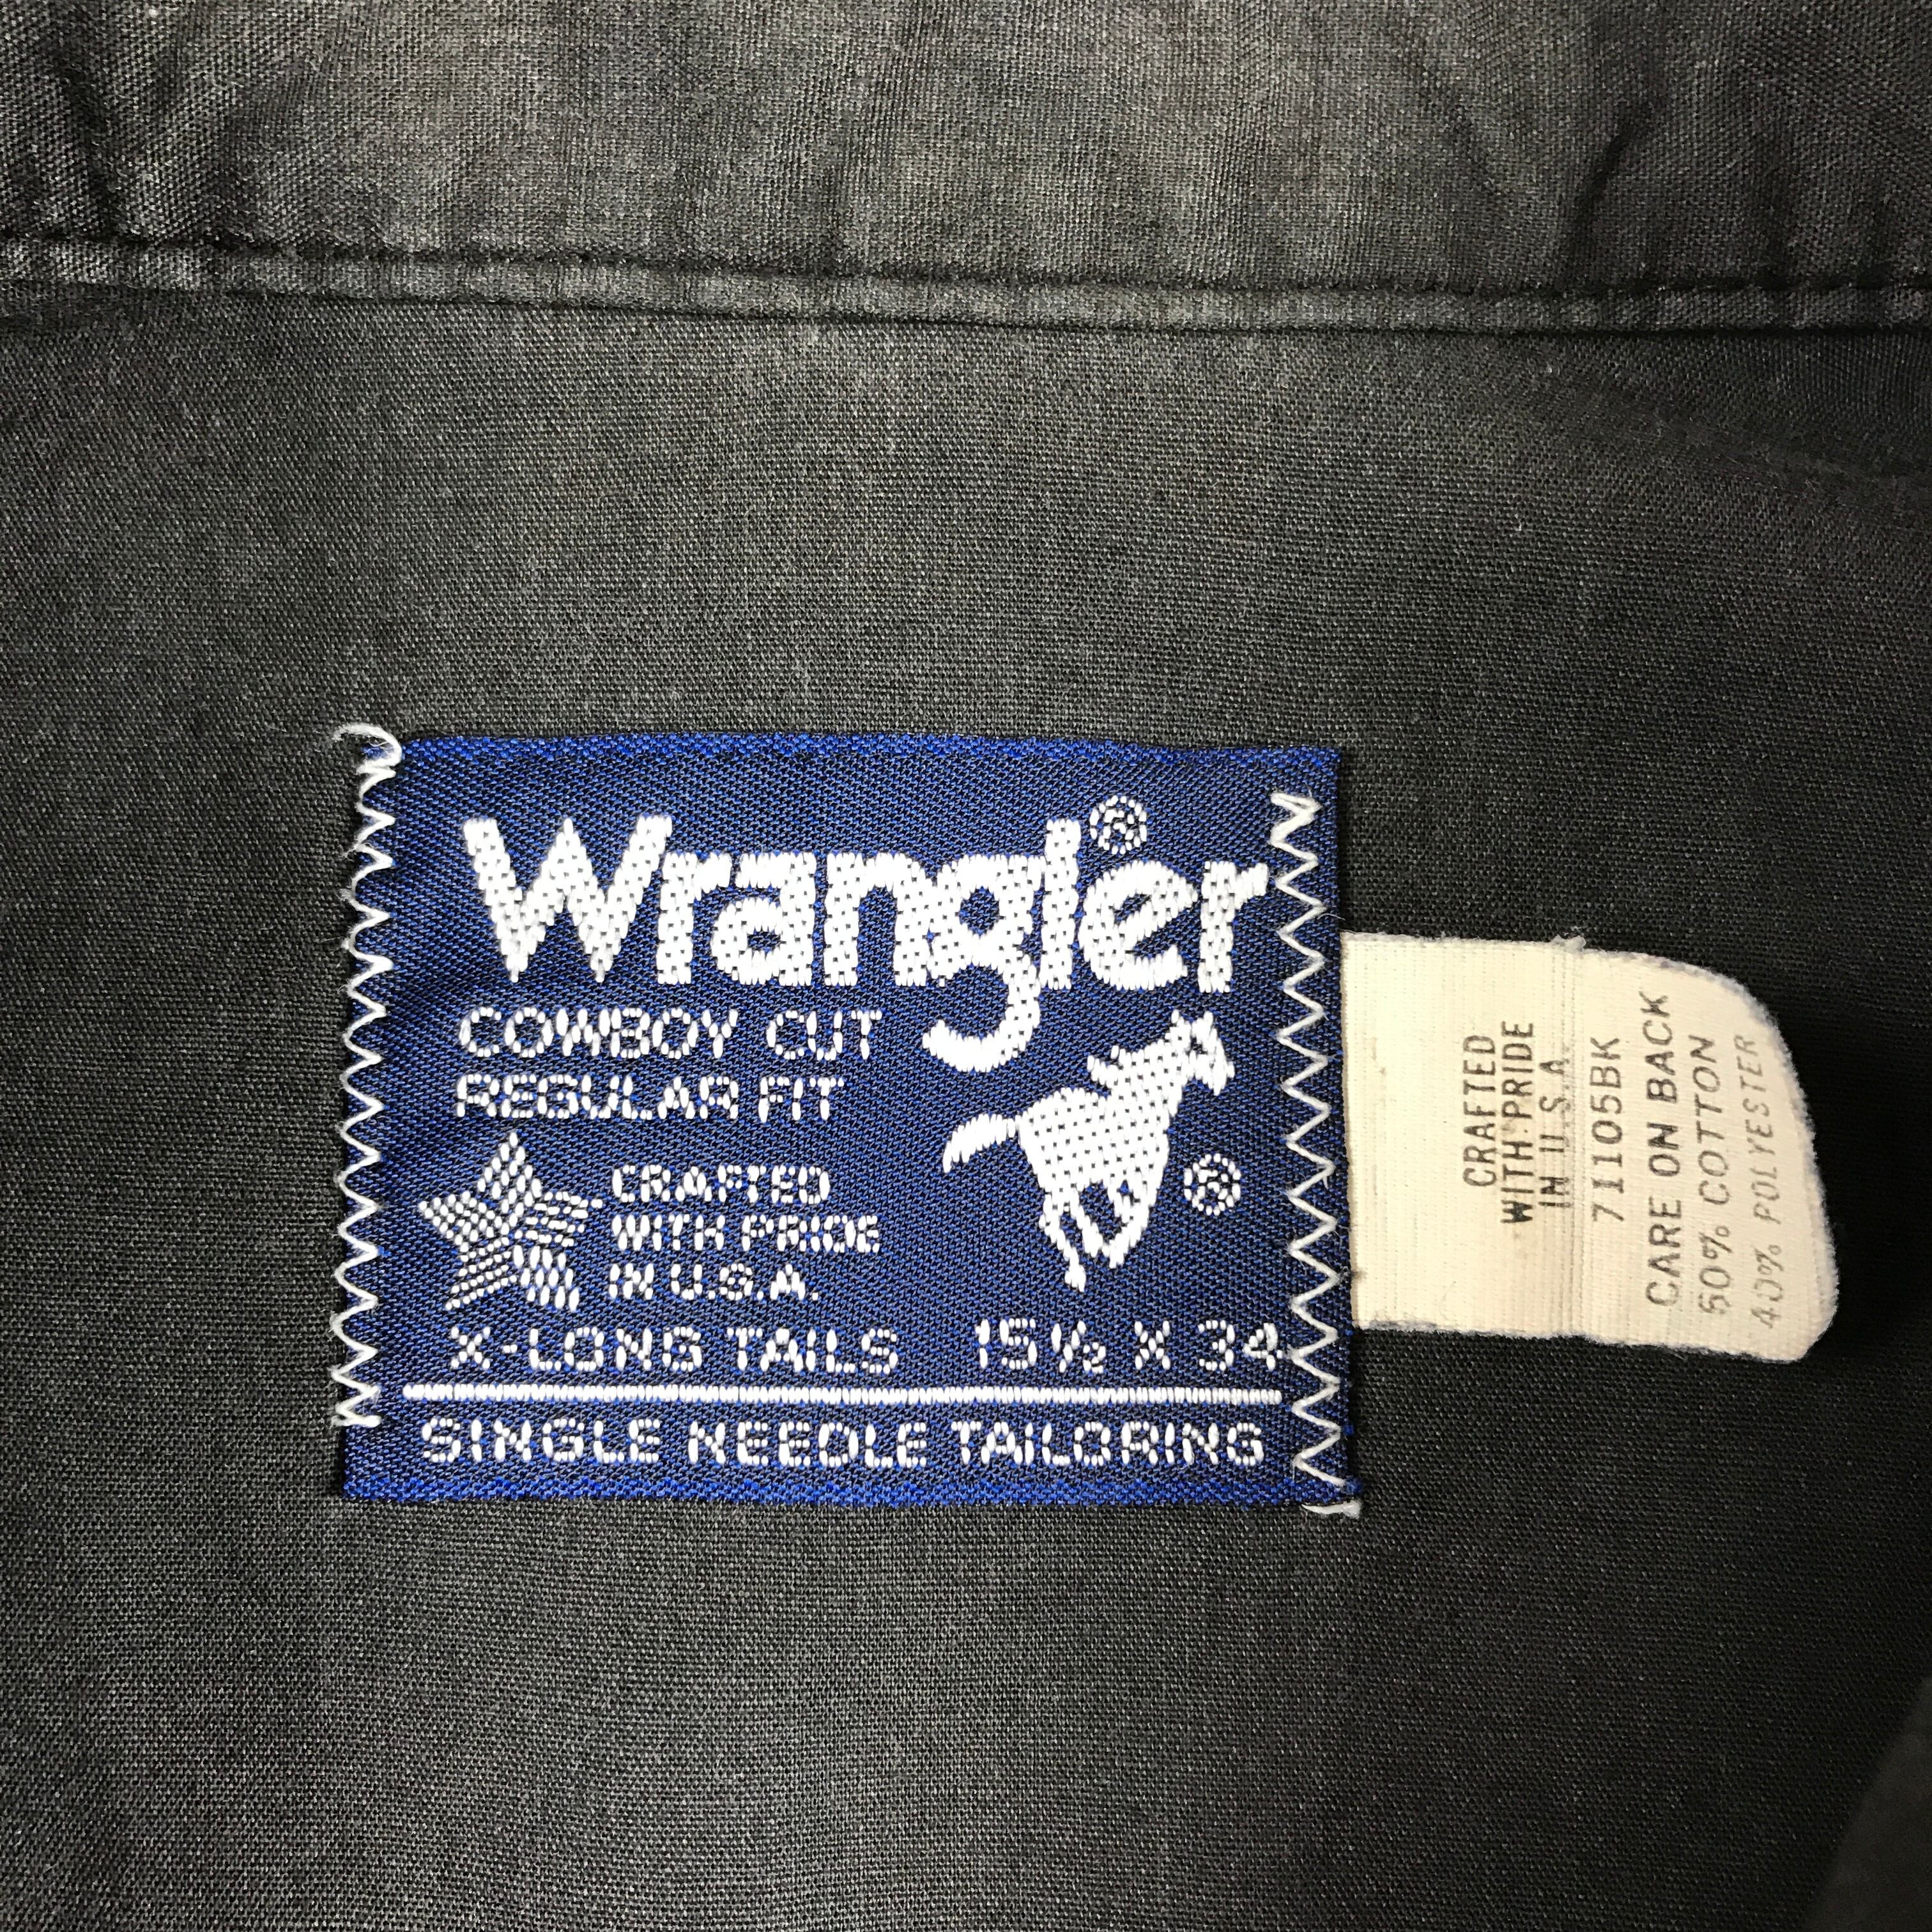 Wrangler®
COWBOY CUT
REGULAR FIT
®
CRAFTED
WITH PRIDE
IN U.S.A.
X-LONG TAILS 15½ X 34
SINGLE NEEDLE TAILORING
CRAFTED
WITH PRIDE
IN U.S.A.
71105BK
CARE ON BACK
60% COTTON
40% POLYESTER